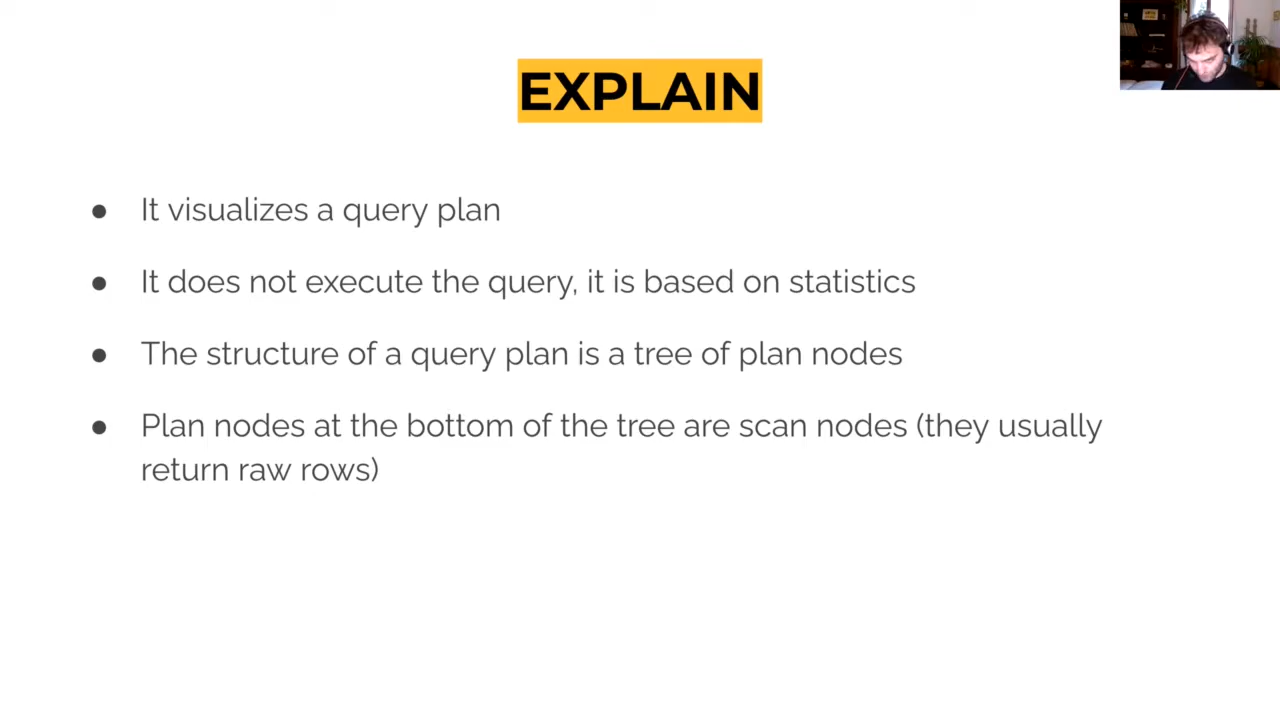 EXPLAIN
● It visualizes a query plan
● It does not execute the query, it is based on statistics
● The structure of a query plan is a tree of plan nodes
● Plan nodes at the bottom of the tree are scan nodes (they usually
return raw rows)